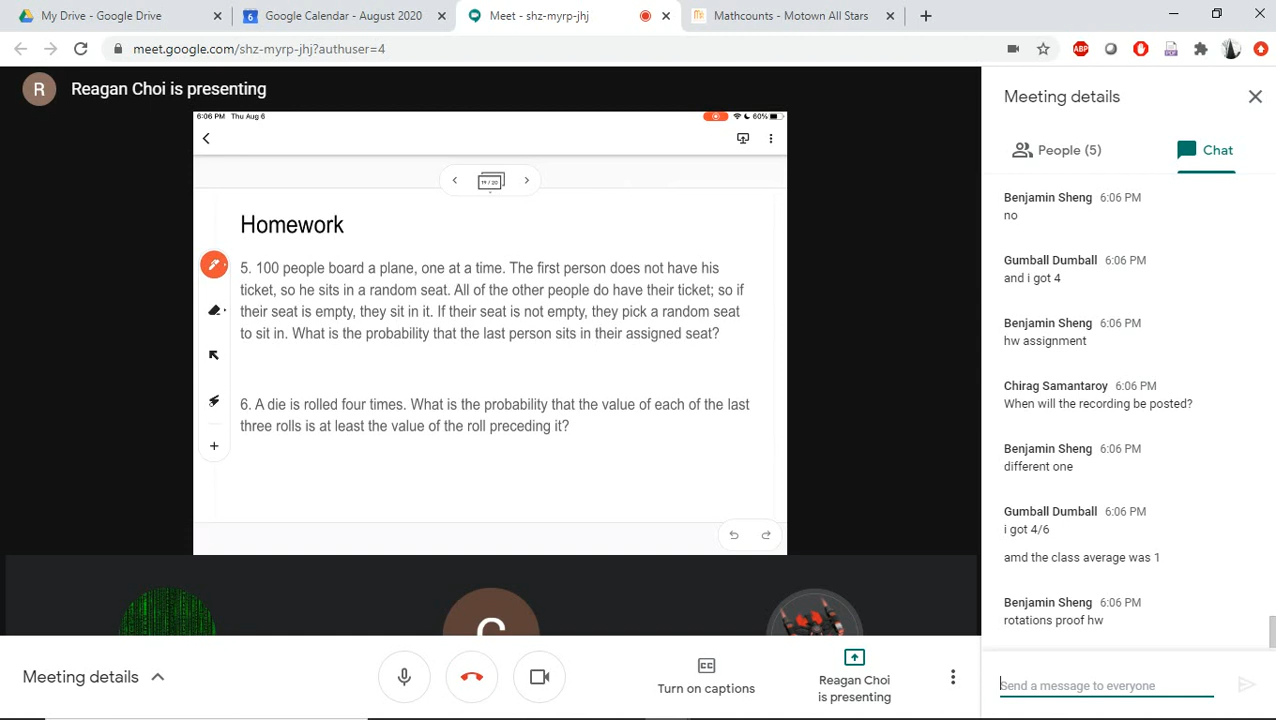 My Drive - Google Drive
Google Calendar - August 2020
Meet - shz-myrp-jhj
Mathcounts - Motown All Stars
meet.google.com/shz-myrp-jhj?authuser=4
R
Reagan Choi is presenting
6:06 PM Thu Aug 6
60%
19 / 20
Homework
5. 100 people board a plane, one at a time. The first person does not have his
ticket, so he sits in a random seat. All of the other people do have their ticket; so if
their seat is empty, they sit in it. If their seat is not empty, they pick a random seat
to sit in. What is the probability that the last person sits in their assigned seat?
6. A die is rolled four times. What is the probability that the value of each of the last
three rolls is at least the value of the roll preceding it?
Meeting details
People (5)
Chat
Benjamin Sheng 6:06 PM
no
Gumball Dumball 6:06 PM
and i got 4
Benjamin Sheng 6:06 PM
hw assignment
Chirag Samantaroy 6:06 PM
When will the recording be posted?
Benjamin Sheng 6:06 PM
different one
Gumball Dumball 6:06 PM
i got 4/6
amd the class average was 1
Benjamin Sheng 6:06 PM
rotations proof hw
Send a message to everyone
Meeting details
Turn on captions
Reagan Choi
is presenting
ABP